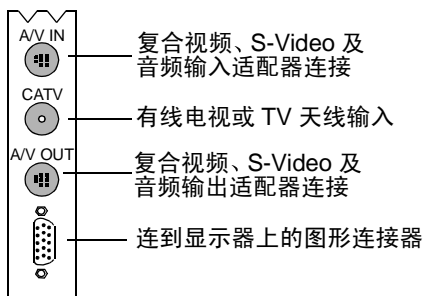 A/V IN
复合视频、S-Video 及
音频输入适配器连接
CATV
有线电视或 TV 天线输入
A/V OUT
复合视频、S-Video 及
音频输出适配器连接
连到显示器上的图形连接器